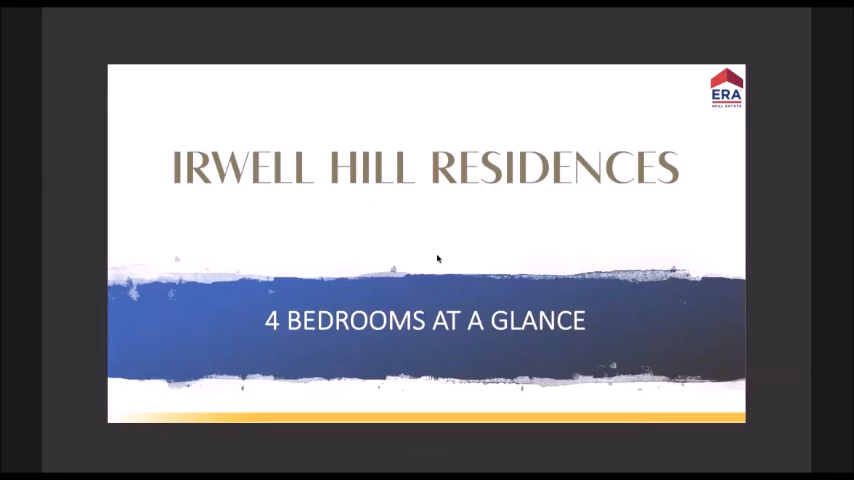 ERA
REAL ESTATE
IRWELL HILL RESIDENCES
4 BEDROOMS AT A GLANCE